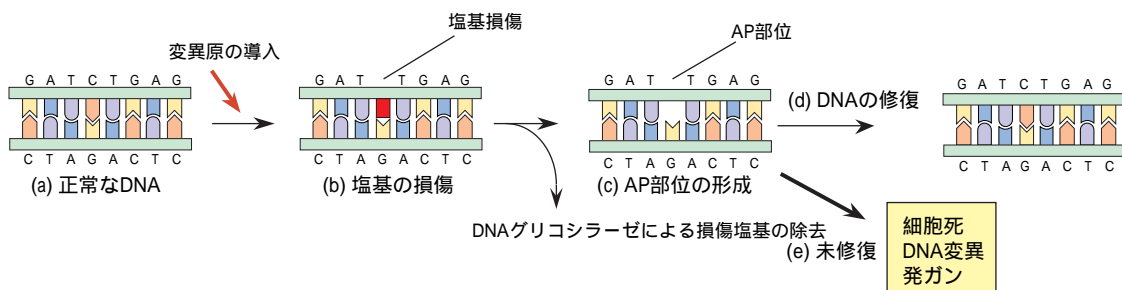 塩基損傷
AP部位
変異原の導入
G A T C T G A G
G A T T G A G
G A T T G A G
G A T C T G A G
(d) DNAの修復
C T A G A C T C
C T A G A C T C
C T A G A C T C
C T A G A C T C
(a) 正常なDNA
(b) 塩基の損傷
(c) AP部位の形成
DNAグリコシラーゼによる損傷塩基の除去
(e) 未修復
細胞死
DNA変異
発ガン